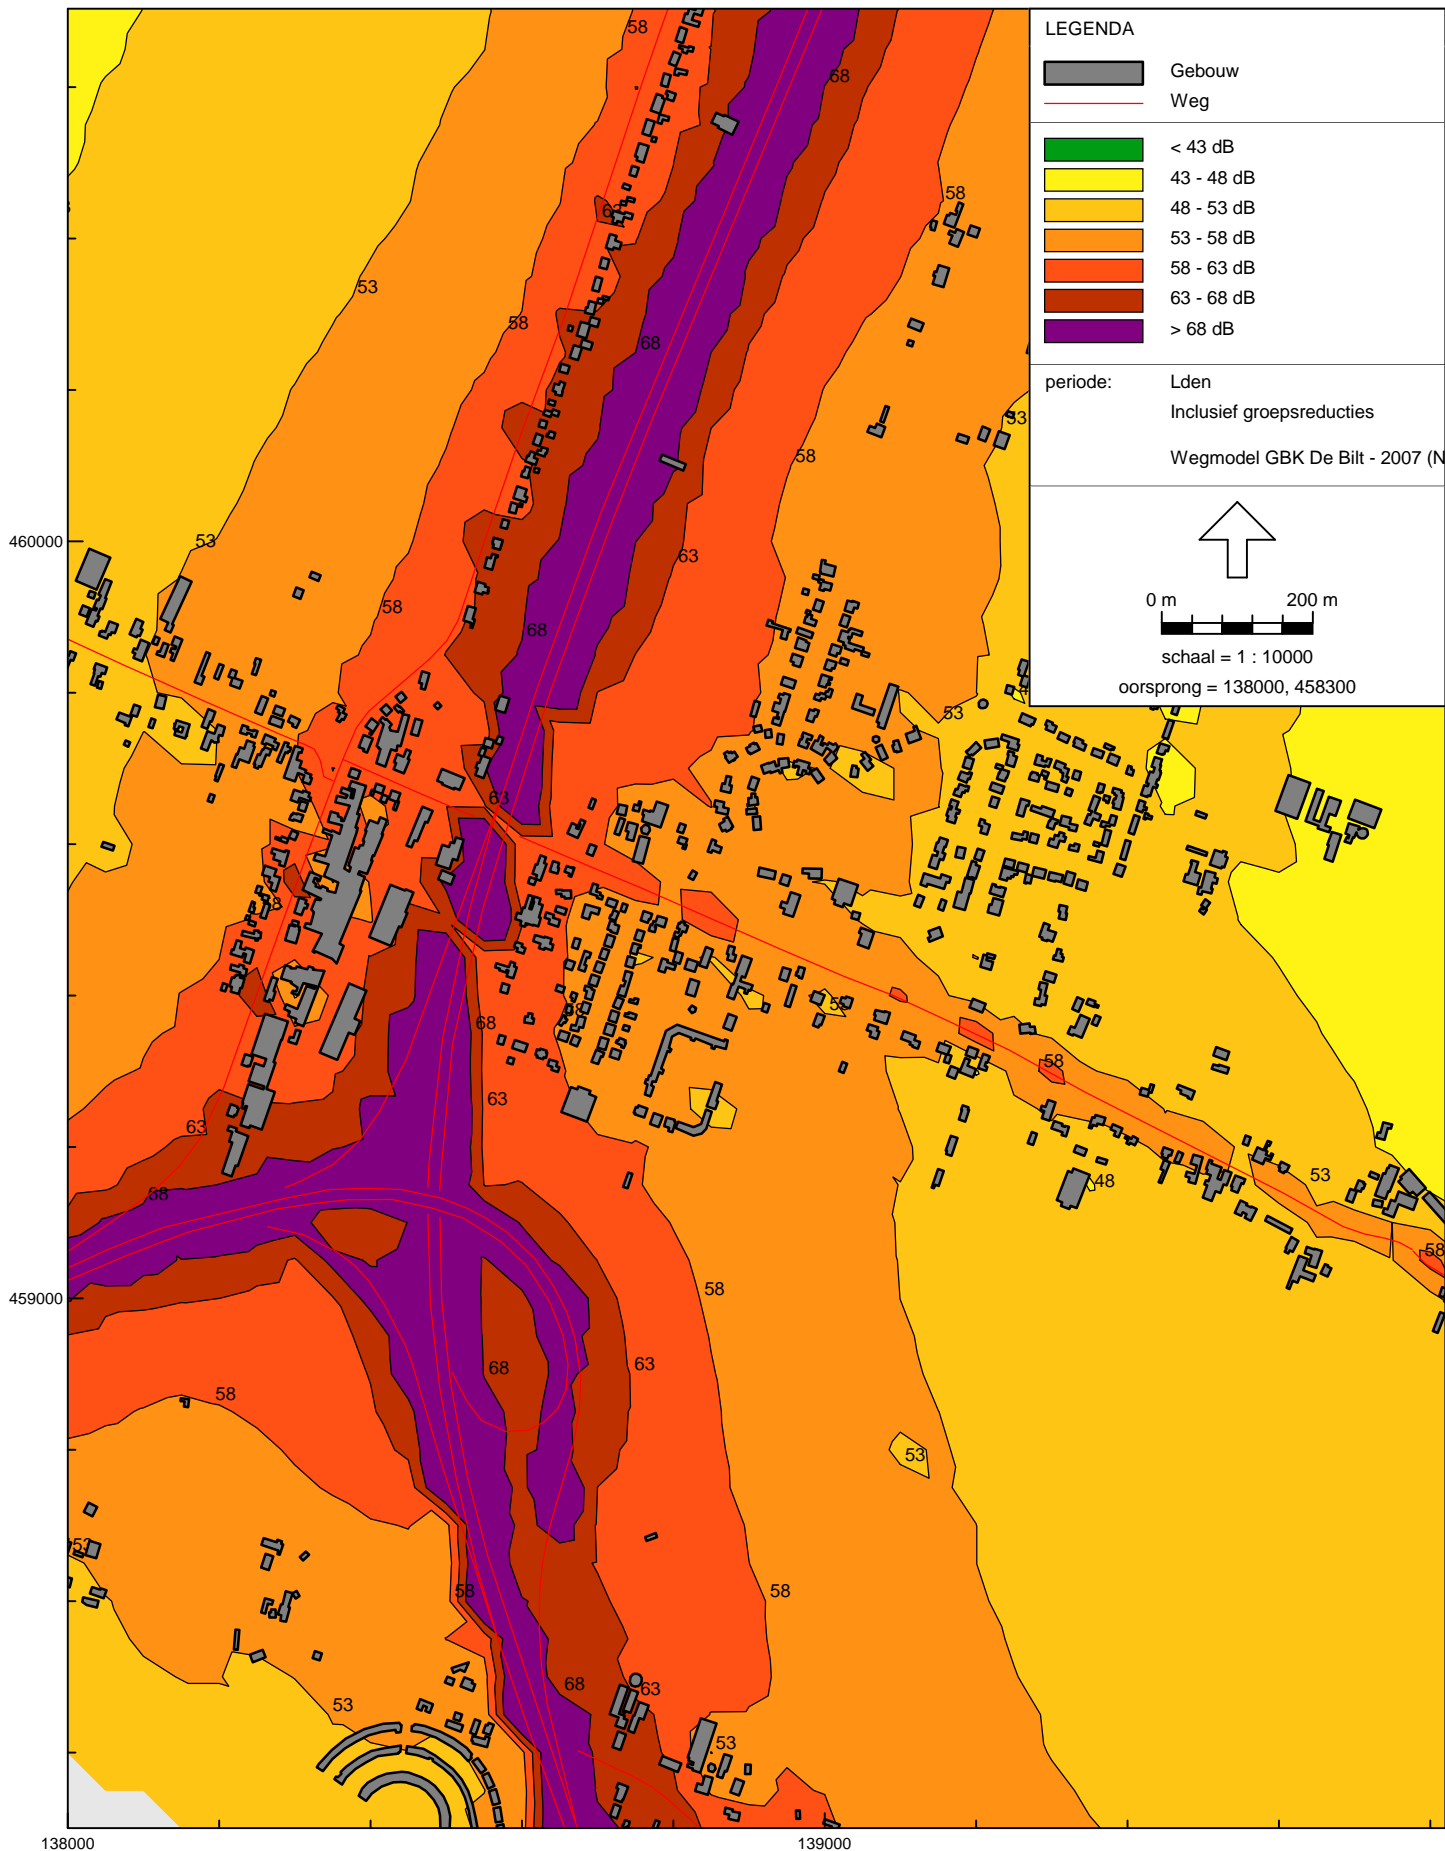 LEGENDA
Gebouw
Weg
< 43 dB
43 - 48 dB
48 - 53 dB
53 - 58 dB
58 - 63 dB
63 - 68 dB
> 68 dB
periode: Lden
Inclusief groepsreducties
Wegmodel GBK De Bilt - 2007 (N
0 m 200 m
schaal = 1 : 10000
oorsprong = 138000, 458300
58
68
58
63
53
58
68
53
58
53
460000
63
58
68
53
63
58
53
68
63
58
63
53
48
68
53
58
459000
63
68
58
53
53
58
58
68
63
53
53
138000
139000